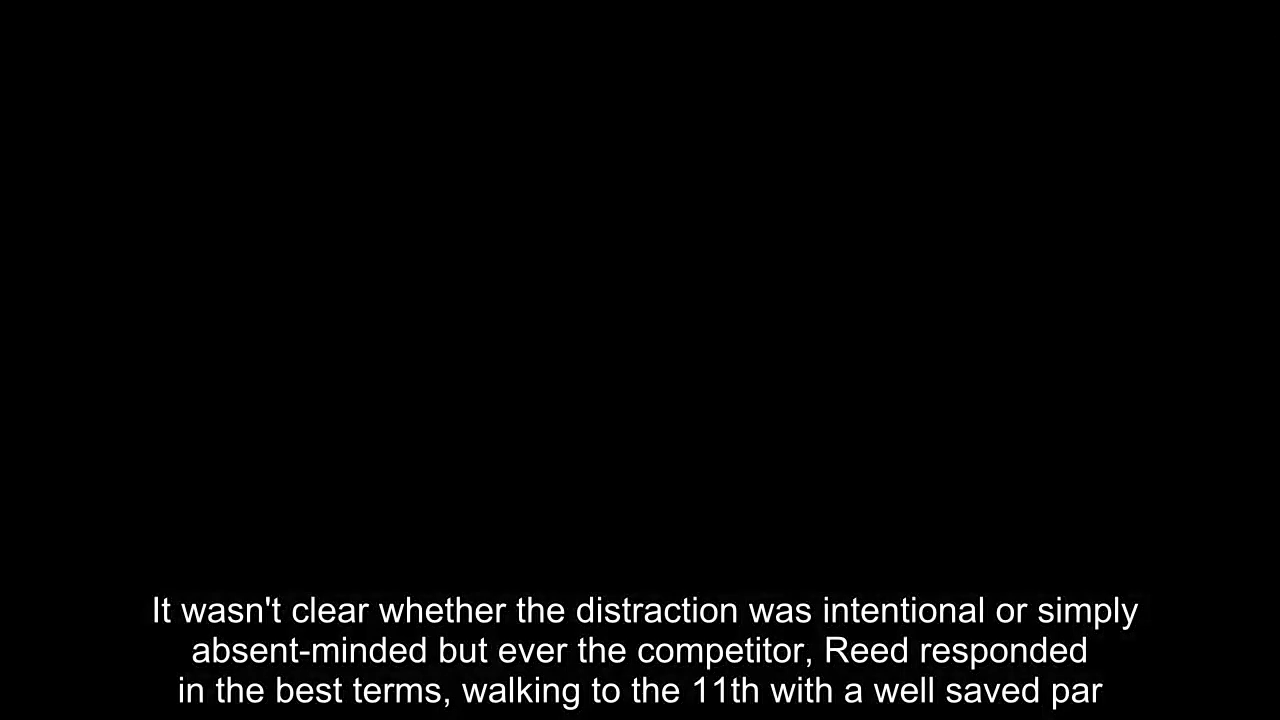 It wasn't clear whether the distraction was intentional or simply
absent-minded but ever the competitor, Reed responded
in the best terms, walking to the 11th with a well saved par